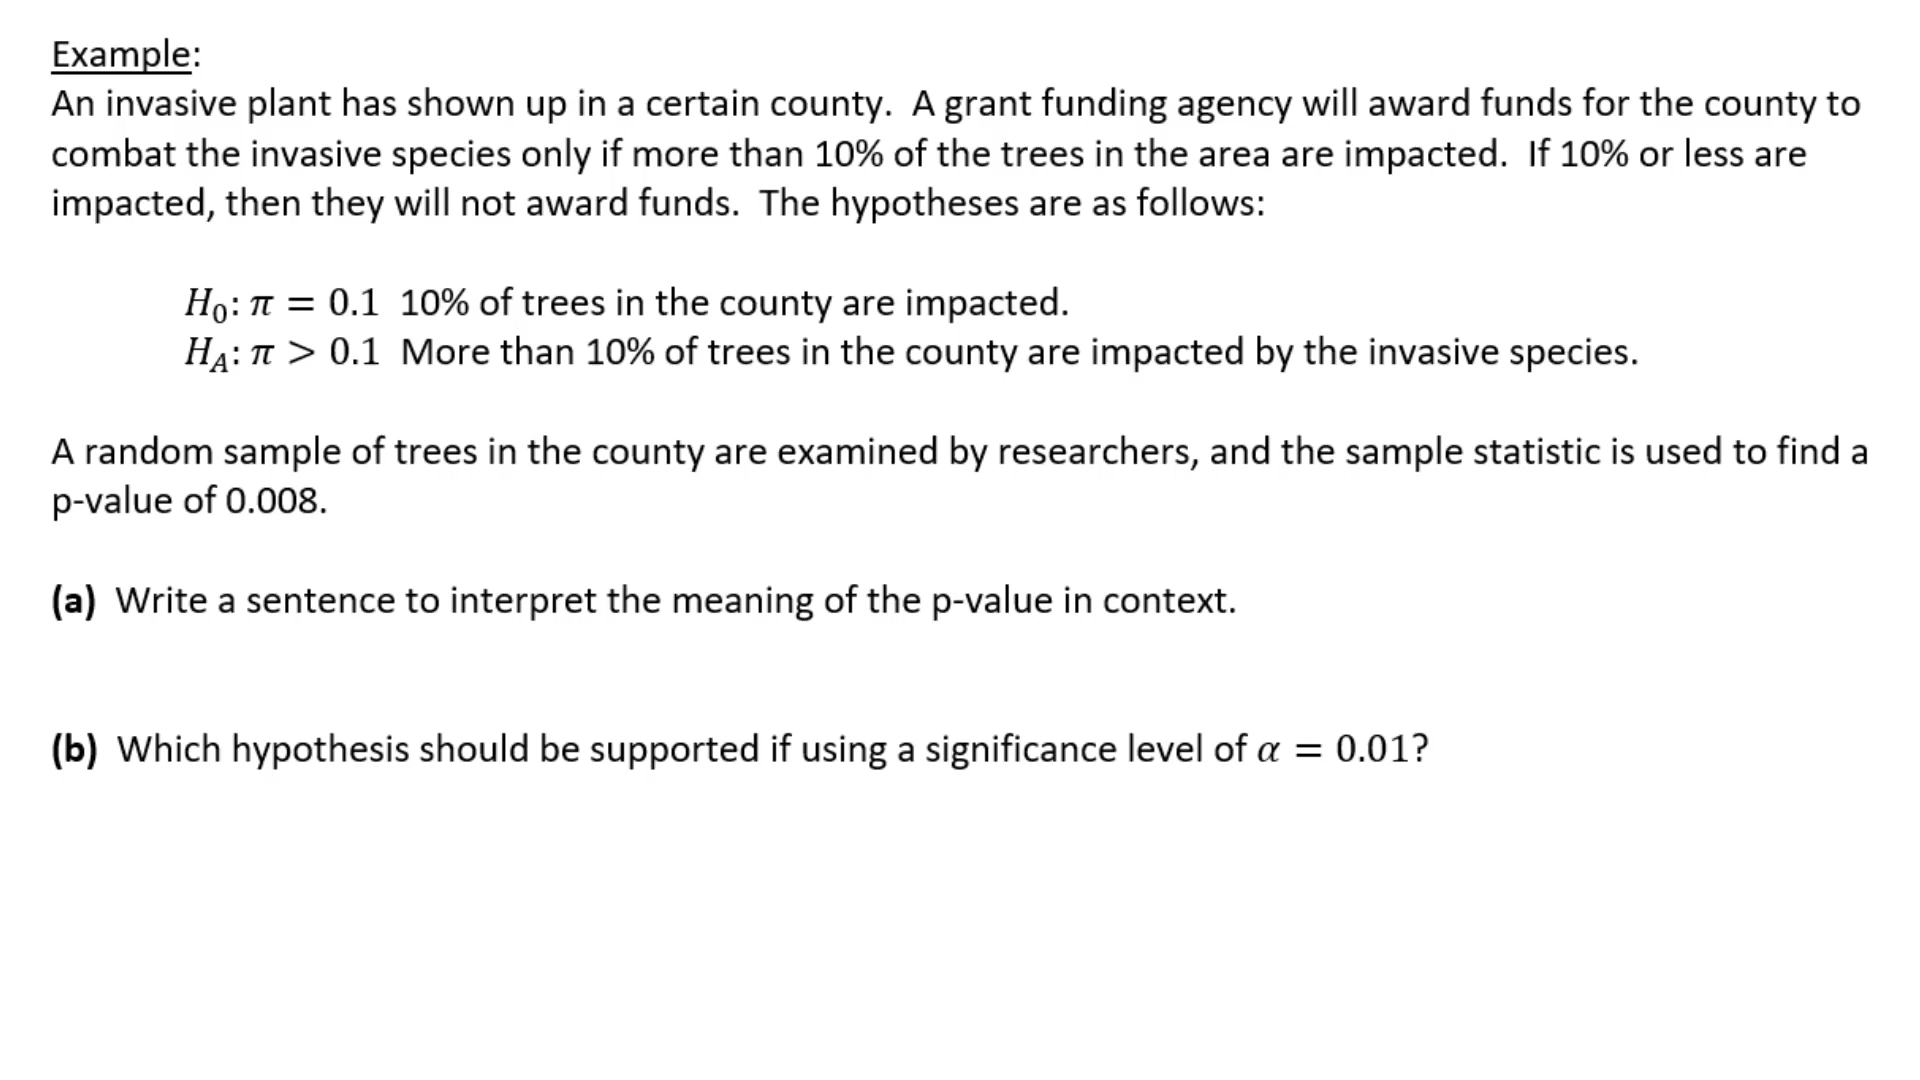 Example:
An invasive plant has shown up in a certain county.  A grant funding agency will award funds for the county to
combat the invasive species only if more than 10% of the trees in the area are impacted.  If 10% or less are
impacted, then they will not award funds.  The hypotheses are as follows:
H₀: π = 0.1  10% of trees in the county are impacted.
H_A: π > 0.1  More than 10% of trees in the county are impacted by the invasive species.
A random sample of trees in the county are examined by researchers, and the sample statistic is used to find a
p-value of 0.008.
(a)  Write a sentence to interpret the meaning of the p-value in context.
(b)  Which hypothesis should be supported if using a significance level of α = 0.01?